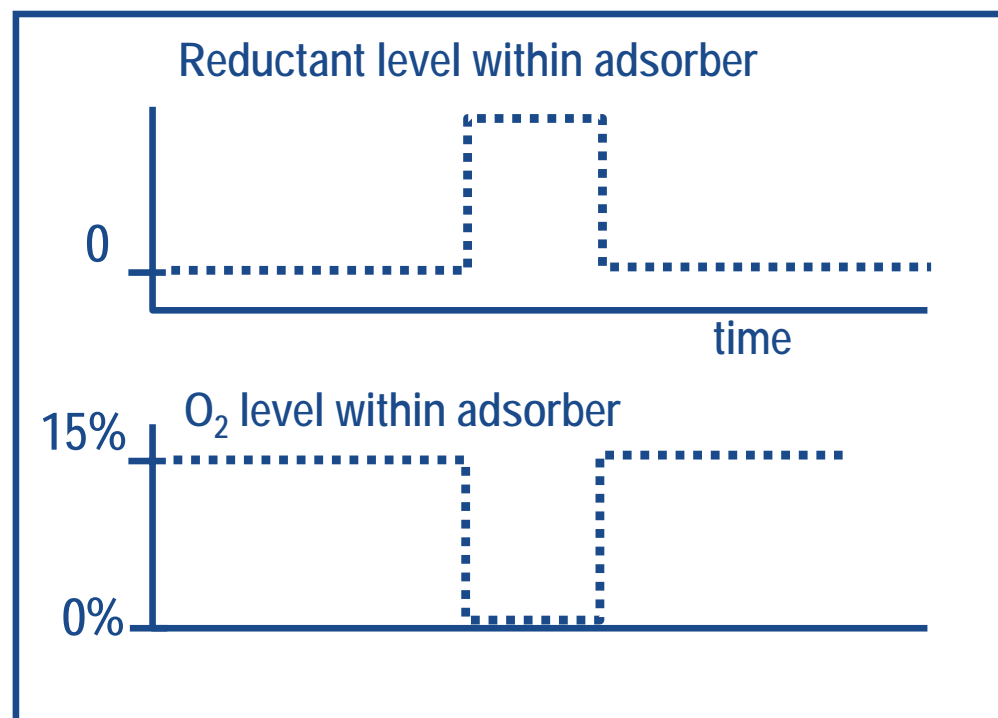 Reductant level within adsorber
0
time
O₂ level within adsorber
15%
0%